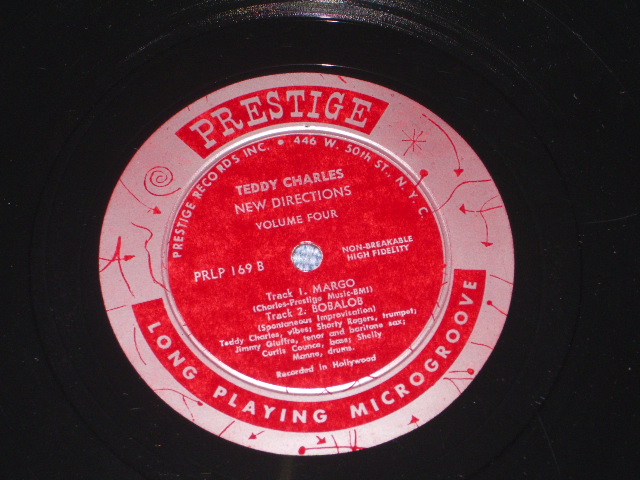 PRESTIGE
PRESTIGE RECORDS INC. • 446 W. 50th ST. N.Y.C.
TEDDY CHARLES
NEW DIRECTIONS
VOLUME FOUR
NON-BREAKABLE
HIGH FIDELITY
PRLP 169 B
Track 1. MARGO
(Charles-Prestige Music-BMI)
Track 2. BOBALOB
(Spontaneous Improvisation)
Teddy Charles, vibes; Shorty Rogers, trumpet;
Jimmy Giuffre, tenor and baritone sax;
Curtis Counce, bass; Shelly
Manne, drums.
Recorded in Hollywood
LONG PLAYING MICROGROOVE